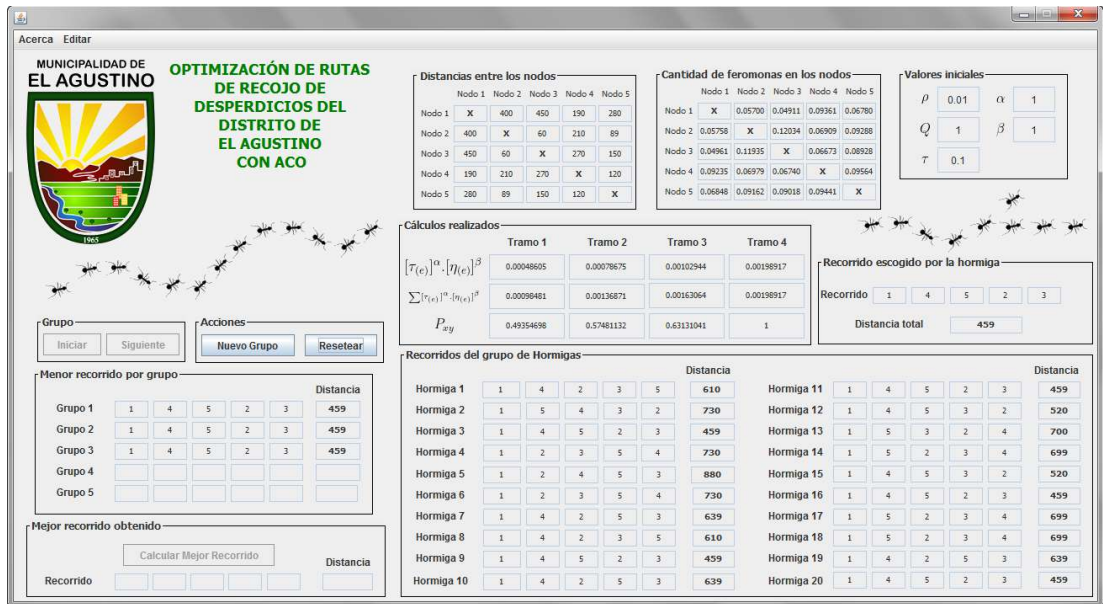 Acerca Editar
MUNICIPALIDAD DE
EL AGUSTINO
1965
OPTIMIZACIÓN DE RUTAS
DE RECOJO DE
DESPERDICIOS DEL
DISTRITO DE
EL AGUSTINO
CON ACO
Distancias entre los nodos
Nodo 1 Nodo 2 Nodo 3 Nodo 4 Nodo 5
Nodo 1 X 400 450 190 280
Nodo 2 400 X 60 210 89
Nodo 3 450 60 X 270 150
Nodo 4 190 210 270 X 120
Nodo 5 280 89 150 120 X
Cantidad de feromonas en los nodos
Nodo 1 Nodo 2 Nodo 3 Nodo 4 Nodo 5
Nodo 1 X 0.05700 0.04911 0.09361 0.06780
Nodo 2 0.05758 X 0.12034 0.06909 0.09288
Nodo 3 0.04961 0.11935 X 0.06673 0.08928
Nodo 4 0.09235 0.06979 0.06740 X 0.09564
Nodo 5 0.06848 0.09162 0.09018 0.09441 X
Valores iniciales
ρ 0.01 α 1
Q 1 β 1
τ 0.1
Cálculos realizados
Tramo 1 Tramo 2 Tramo 3 Tramo 4
[τ(e)]^α.[η(e)]^β 0.00048605 0.00078675 0.00102944 0.00198917
∑[τ(e)]^α.[η(e)]^β 0.00098481 0.00136871 0.00163064 0.00198917
Pxy 0.49354698 0.57481132 0.63131041 1
Recorrido escogido por la hormiga
Recorrido 1 4 5 2 3
Distancia total 459
Grupo
Iniciar Siguiente
Acciones
Nuevo Grupo Resetear
Menor recorrido por grupo
Distancia
Grupo 1 1 4 5 2 3 459
Grupo 2 1 4 5 2 3 459
Grupo 3 1 4 5 2 3 459
Grupo 4
Grupo 5
Mejor recorrido obtenido
Calcular Mejor Recorrido Distancia
Recorrido
Recorridos del grupo de Hormigas
Distancia
Hormiga 1 1 4 2 3 5 610
Hormiga 2 1 5 4 3 2 730
Hormiga 3 1 4 5 2 3 459
Hormiga 4 1 2 3 5 4 730
Hormiga 5 1 2 4 5 3 880
Hormiga 6 1 2 3 5 4 730
Hormiga 7 1 4 2 5 3 639
Hormiga 8 1 4 2 3 5 610
Hormiga 9 1 4 5 2 3 459
Hormiga 10 1 4 2 5 3 639
Distancia
Hormiga 11 1 4 5 2 3 459
Hormiga 12 1 4 5 3 2 520
Hormiga 13 1 5 3 2 4 700
Hormiga 14 1 5 2 3 4 699
Hormiga 15 1 4 5 3 2 520
Hormiga 16 1 4 5 2 3 459
Hormiga 17 1 5 2 3 4 699
Hormiga 18 1 5 2 3 4 699
Hormiga 19 1 4 2 5 3 639
Hormiga 20 1 4 5 2 3 459